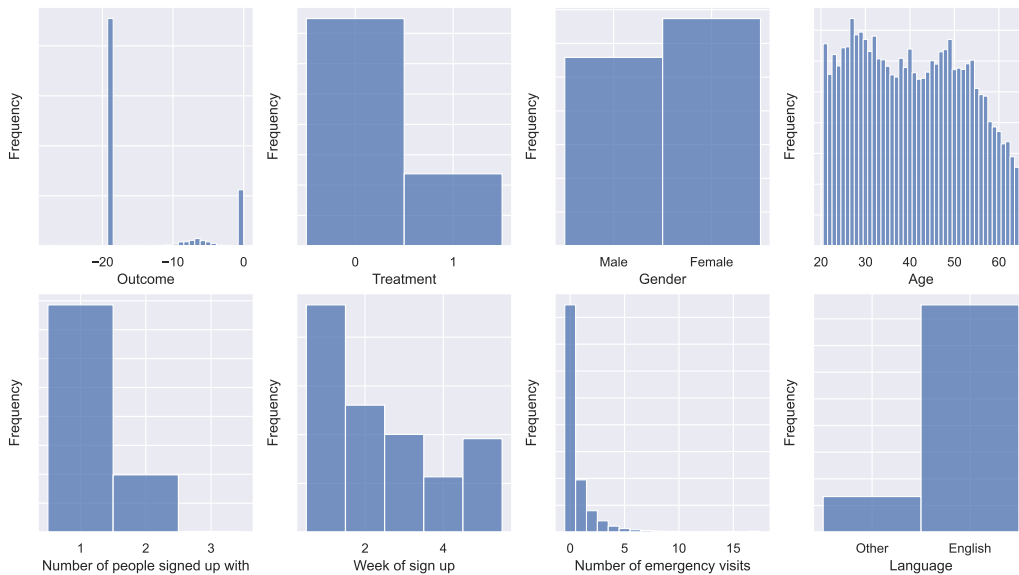 Frequency
−20 −10 0
Outcome
Frequency
0 1
Treatment
Frequency
Male Female
Gender
Frequency
20 30 40 50 60
Age
Frequency
1 2 3
Number of people signed up with
Frequency
2 4
Week of sign up
Frequency
0 5 10 15
Number of emergency visits
Frequency
Other English
Language